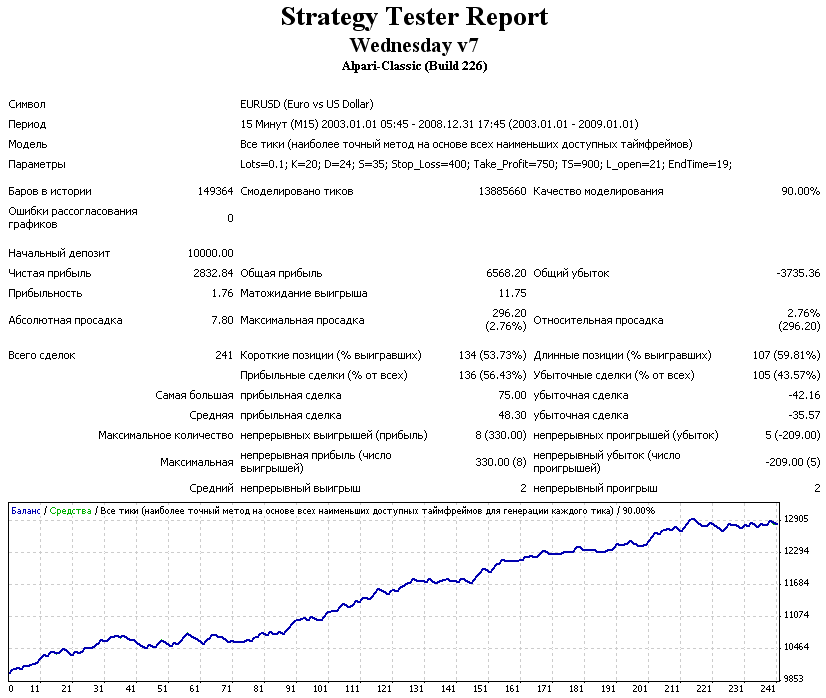 Strategy Tester Report
Wednesday v7
Alpari-Classic (Build 226)
Символ EURUSD (Euro vs US Dollar)
Период 15 Минут (M15) 2003.01.01 05:45 - 2008.12.31 17:45 (2003.01.01 - 2009.01.01)
Модель Все тики (наиболее точный метод на основе всех наименьших доступных таймфреймов)
Параметры Lots=0.1; K=20; D=24; S=35; Stop_Loss=400; Take_Profit=750; TS=900; L_open=21; EndTime=19;
Баров в истории 149364 Смоделировано тиков 13885660 Качество моделирования 90.00%
Ошибки рассогласования
графиков 0
Начальный депозит 10000.00
Чистая прибыль 2832.84 Общая прибыль 6568.20 Общий убыток -3735.36
Прибыльность 1.76 Матожидание выигрыша 11.75
Абсолютная просадка 7.80 Максимальная просадка 296.20
(2.76%) Относительная просадка 2.76%
(296.20)
Всего сделок 241 Короткие позиции (% выигравших) 134 (53.73%) Длинные позиции (% выигравших) 107 (59.81%)
Прибыльные сделки (% от всех) 136 (56.43%) Убыточные сделки (% от всех) 105 (43.57%)
Самая большая прибыльная сделка 75.00 убыточная сделка -42.16
Средняя прибыльная сделка 48.30 убыточная сделка -35.57
Максимальное количество непрерывных выигрышей (прибыль) 8 (330.00) непрерывных проигрышей (убыток) 5 (-209.00)
Максимальная непрерывная прибыль (число
выигрышей) 330.00 (8) непрерывный убыток (число
проигрышей) -209.00 (5)
Средний непрерывный выигрыш 2 непрерывный проигрыш 2
Баланс / Средства / Все тики (наиболее точный метод на основе всех наименьших доступных таймфреймов для генерации каждого тика) / 90.00%
12905
12294
11684
11074
10464
9853
0 11 21 31 41 51 61 71 81 91 101 111 121 131 141 151 161 171 181 191 201 211 221 231 241